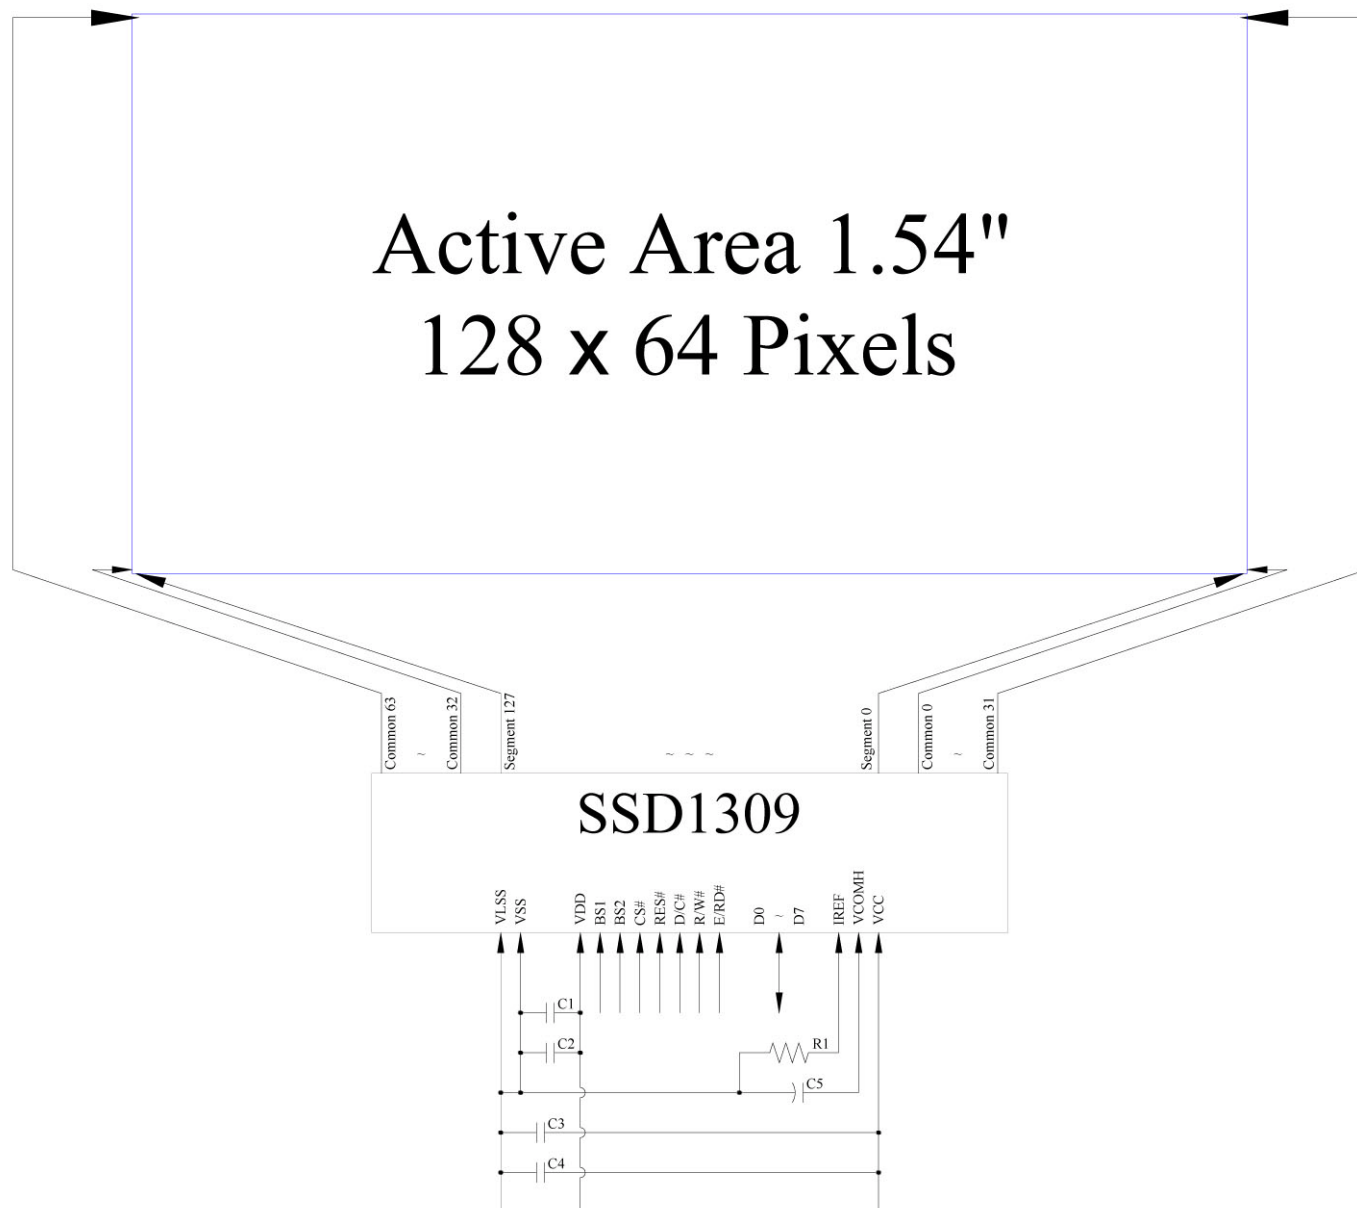 Active Area 1.54"
128 x 64 Pixels
Common 63
~
Common 32
Segment 127
~ ~ ~
Segment 0
Common 0
~
Common 31
SSD1309
VLSS
VSS
VDD
BS1
BS2
CS#
RES#
D/C#
R/W#
E/RD#
D0
~
D7
IREF
VCOMH
VCC
C1
C2
R1
C5
C3
C4